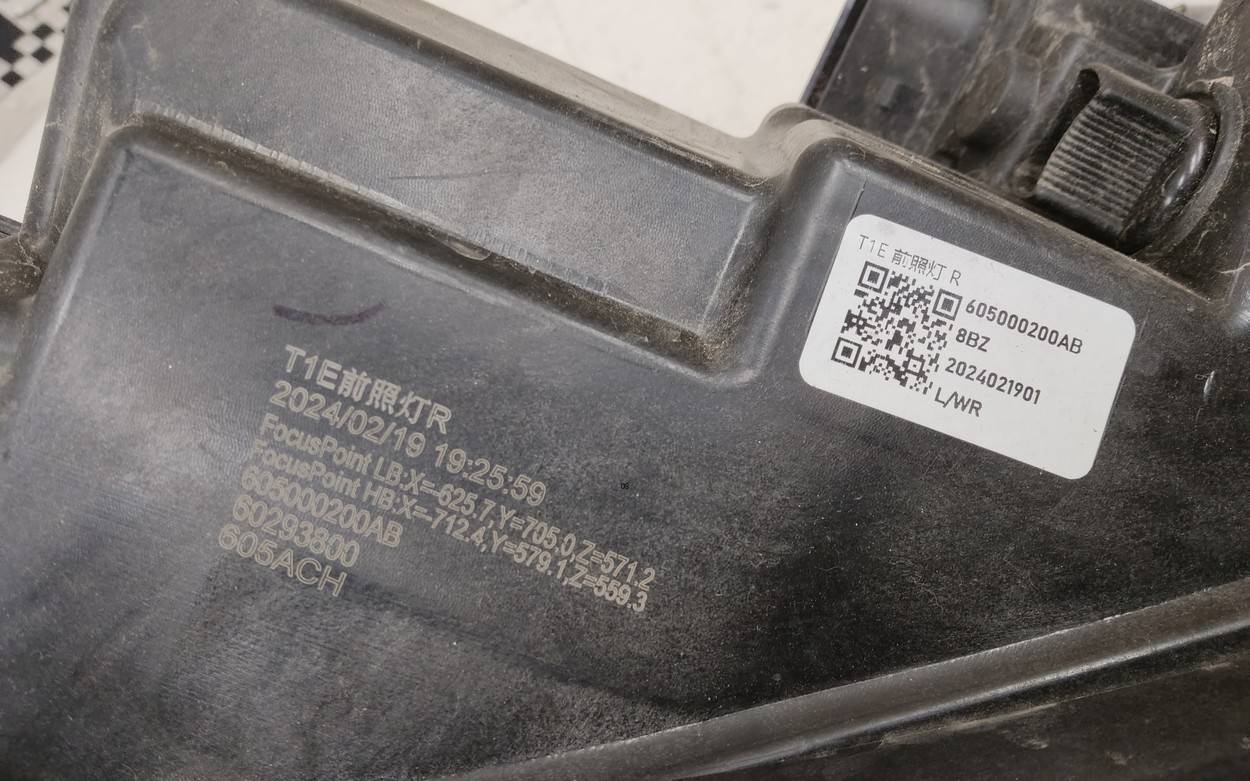 T1E前照灯R
2024/02/19 19:25:59
FocusPoint LB:X=-625.7,Y=705.0,Z=571.2
FocusPoint HB:X=-712.4,Y=579.1,Z=559.3
605000200AB
60293800
605ACH
T1E 前照灯 R
605000200AB
8BZ
2024021901
L/WR